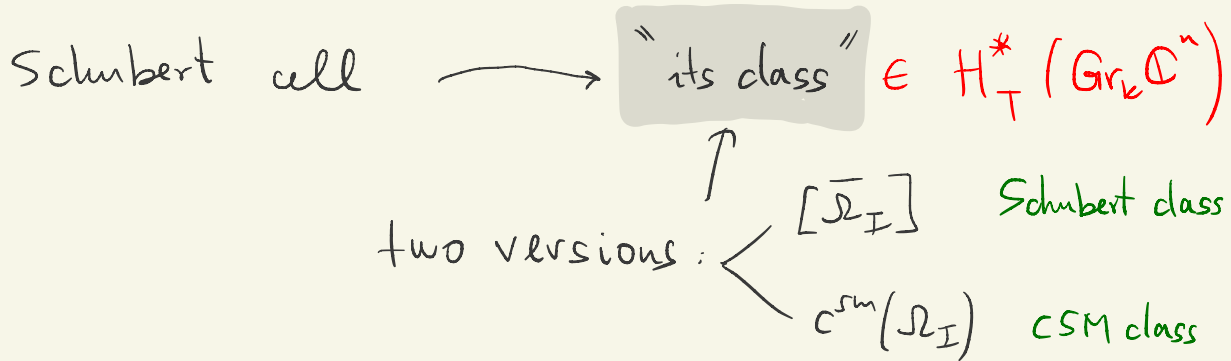 Schubert cell → "its class" ∈ H*_T (Gr_k ℂ^n)
[Ω̄_I] Schubert class
two versions:
c^sm(Ω_I) CSM class